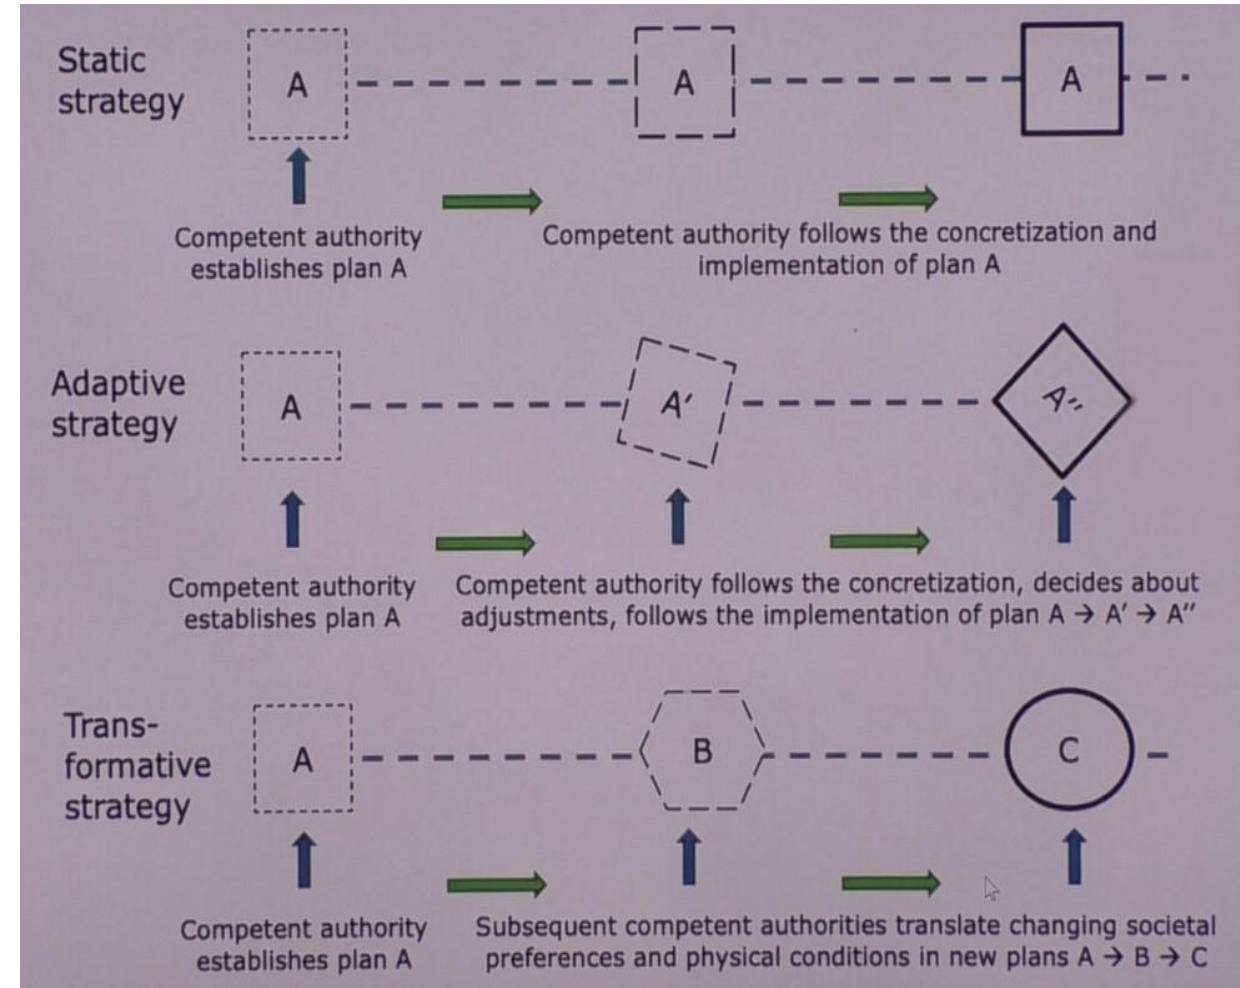 Static
strategy
A
A
A
Competent authority
establishes plan A
Competent authority follows the concretization and
implementation of plan A
Adaptive
strategy
A
A′
A′′
Competent authority
establishes plan A
Competent authority follows the concretization, decides about
adjustments, follows the implementation of plan A → A′ → A′′
Trans-
formative
strategy
A
B
C
Competent authority
establishes plan A
Subsequent competent authorities translate changing societal
preferences and physical conditions in new plans A → B → C